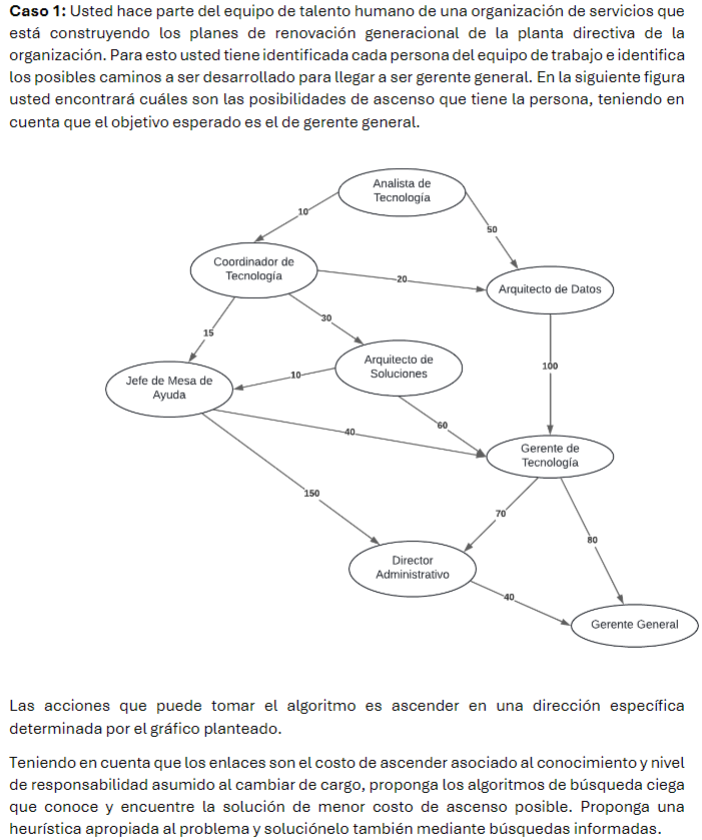 Caso 1: Usted hace parte del equipo de talento humano de una organización de servicios que
está construyendo los planes de renovación generacional de la planta directiva de la
organización. Para esto usted tiene identificada cada persona del equipo de trabajo e identifica
los posibles caminos a ser desarrollado para llegar a ser gerente general. En la siguiente figura
usted encontrará cuáles son las posibilidades de ascenso que tiene la persona, teniendo en
cuenta que el objetivo esperado es el de gerente general.
Analista de
Tecnología
10
50
Coordinador de
Tecnología
20
Arquitecto de Datos
30
15
Arquitecto de
Soluciones
100
10
Jefe de Mesa de
Ayuda
60
40
Gerente de
Tecnología
150
70
80
Director
Administrativo
40
Gerente General
Las acciones que puede tomar el algoritmo es ascender en una dirección específica
determinada por el gráfico planteado.
Teniendo en cuenta que los enlaces son el costo de ascender asociado al conocimiento y nivel
de responsabilidad asumido al cambiar de cargo, proponga los algoritmos de búsqueda ciega
que conoce y encuentre la solución de menor costo de ascenso posible. Proponga una
heurística apropiada al problema y soluciónelo también mediante búsquedas informadas.